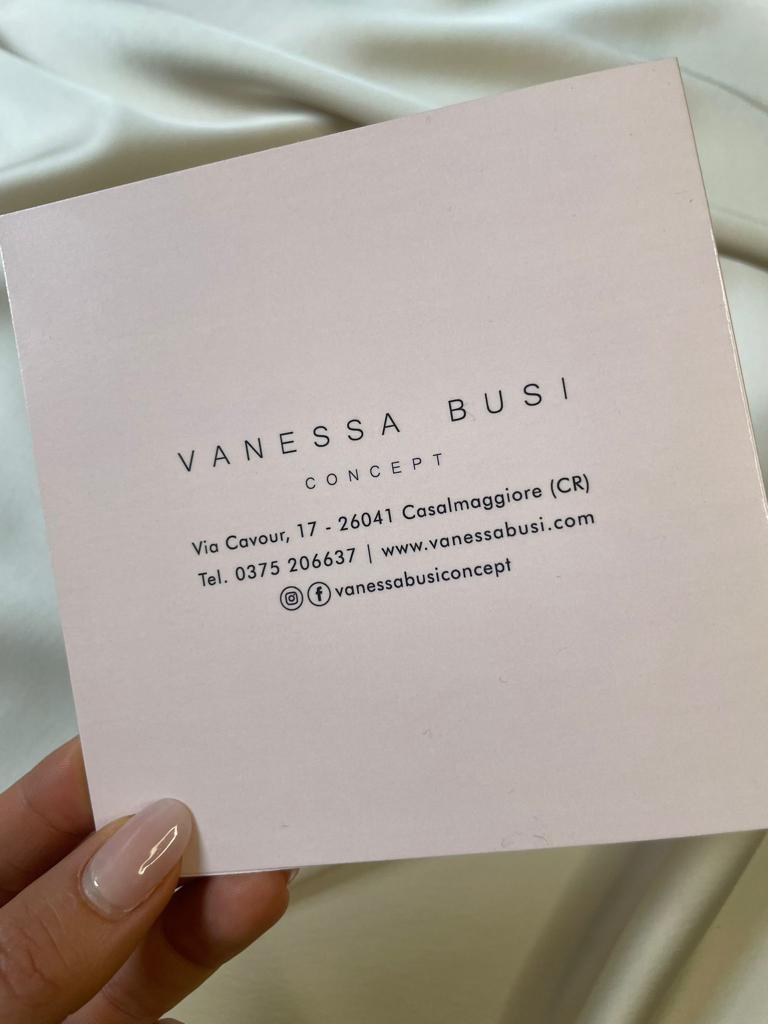 VANESSA BUSI
CONCEPT
Via Cavour, 17 - 26041 Casalmaggiore (CR)
Tel. 0375 206637 | www.vanessabusi.com
vanessabusiconcept